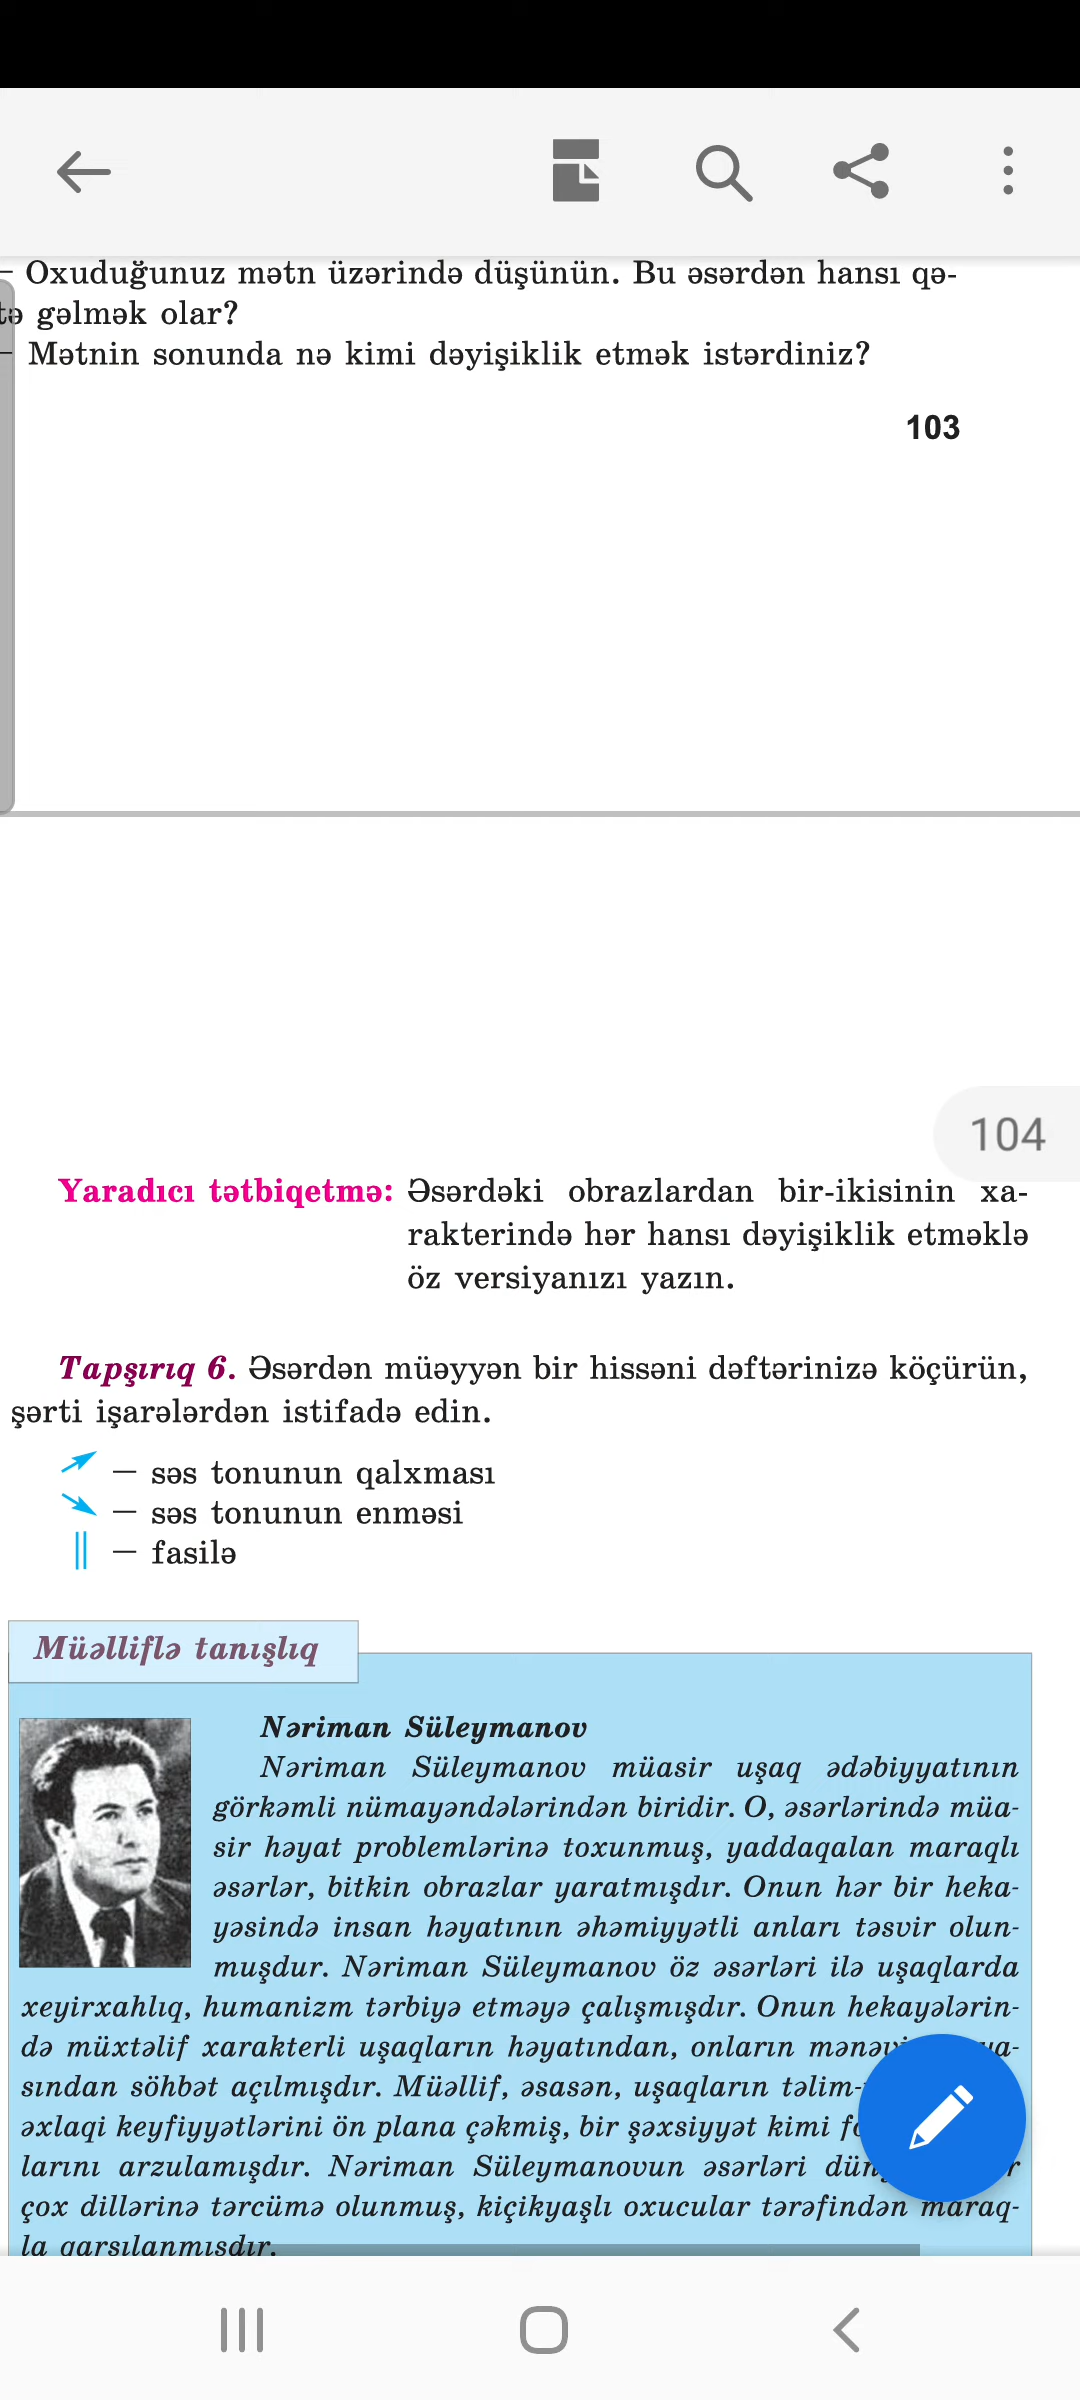 – Oxuduğunuz mətn üzərində düşünün. Bu əsərdən hansı qə-
tə gəlmək olar?
– Mətnin sonunda nə kimi dəyişiklik etmək istərdiniz?
103
104
Yaradıcı tətbiqetmə: Əsərdəki obrazlardan bir-ikisinin xa-
rakterində hər hansı dəyişiklik etməklə
öz versiyanızı yazın.
Tapşırıq 6. Əsərdən müəyyən bir hissəni dəftərinizə köçürün,
şərti işarələrdən istifadə edin.
– səs tonunun qalxması
– səs tonunun enməsi
– fasilə
Müəlliflə tanışlıq
Nəriman Süleymanov
Nəriman Süleymanov müasir uşaq ədəbiyyatının
görkəmli nümayəndələrindən biridir. O, əsərlərində müa-
sir həyat problemlərinə toxunmuş, yaddaqalan maraqlı
əsərlər, bitkin obrazlar yaratmışdır. Onun hər bir heka-
yəsində insan həyatının əhəmiyyətli anları təsvir olun-
muşdur. Nəriman Süleymanov öz əsərləri ilə uşaqlarda
xeyirxahlıq, humanizm tərbiyə etməyə çalışmışdır. Onun hekayələrin-
də müxtəlif xarakterli uşaqların həyatından, onların
sından söhbət açılmışdır. Müəllif, əsasən, uşaqların təlim-
əxlaqi keyfiyyətlərini ön plana çəkmiş, bir şəxsiyyət kimi
larını arzulamışdır. Nəriman Süleymanovun əsərləri
çox dillərinə tərcümə olunmuş, kiçikyaşlı oxucular tərəfindən maraq-
la qarşılanmışdır.